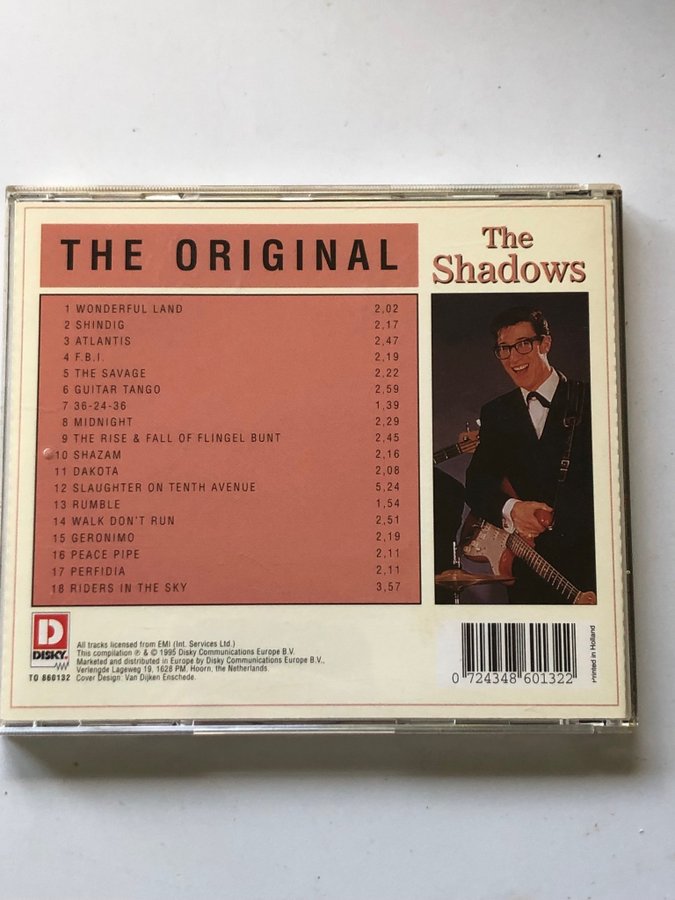 THE ORIGINAL
The
Shadows
1 WONDERFUL LAND 2,02
2 SHINDIG 2,17
3 ATLANTIS 2,47
4 F.B.I. 2,19
5 THE SAVAGE 2,22
6 GUITAR TANGO 2,59
7 36-24-36 1,39
8 MIDNIGHT 2,29
9 THE RISE & FALL OF FLINGEL BUNT 2,45
10 SHAZAM 2,16
11 DAKOTA 2,08
12 SLAUGHTER ON TENTH AVENUE 5,24
13 RUMBLE 1,54
14 WALK DON'T RUN 2,51
15 GERONIMO 2,19
16 PEACE PIPE 2,11
17 PERFIDIA 2,11
18 RIDERS IN THE SKY 3,57
D
DISKY
TO 860132
All tracks licensed from EMI (Int. Services Ltd.)
This compilation ℗ & © 1995 Disky Communications Europe B.V.
Marketed and distributed in Europe by Disky Communications Europe B.V.,
Verlengde Lageweg 19, 1628 PM. Hoorn, the Netherlands.
Cover Design: Van Dijken Enschede.
0 724348 601322
Printed in Holland